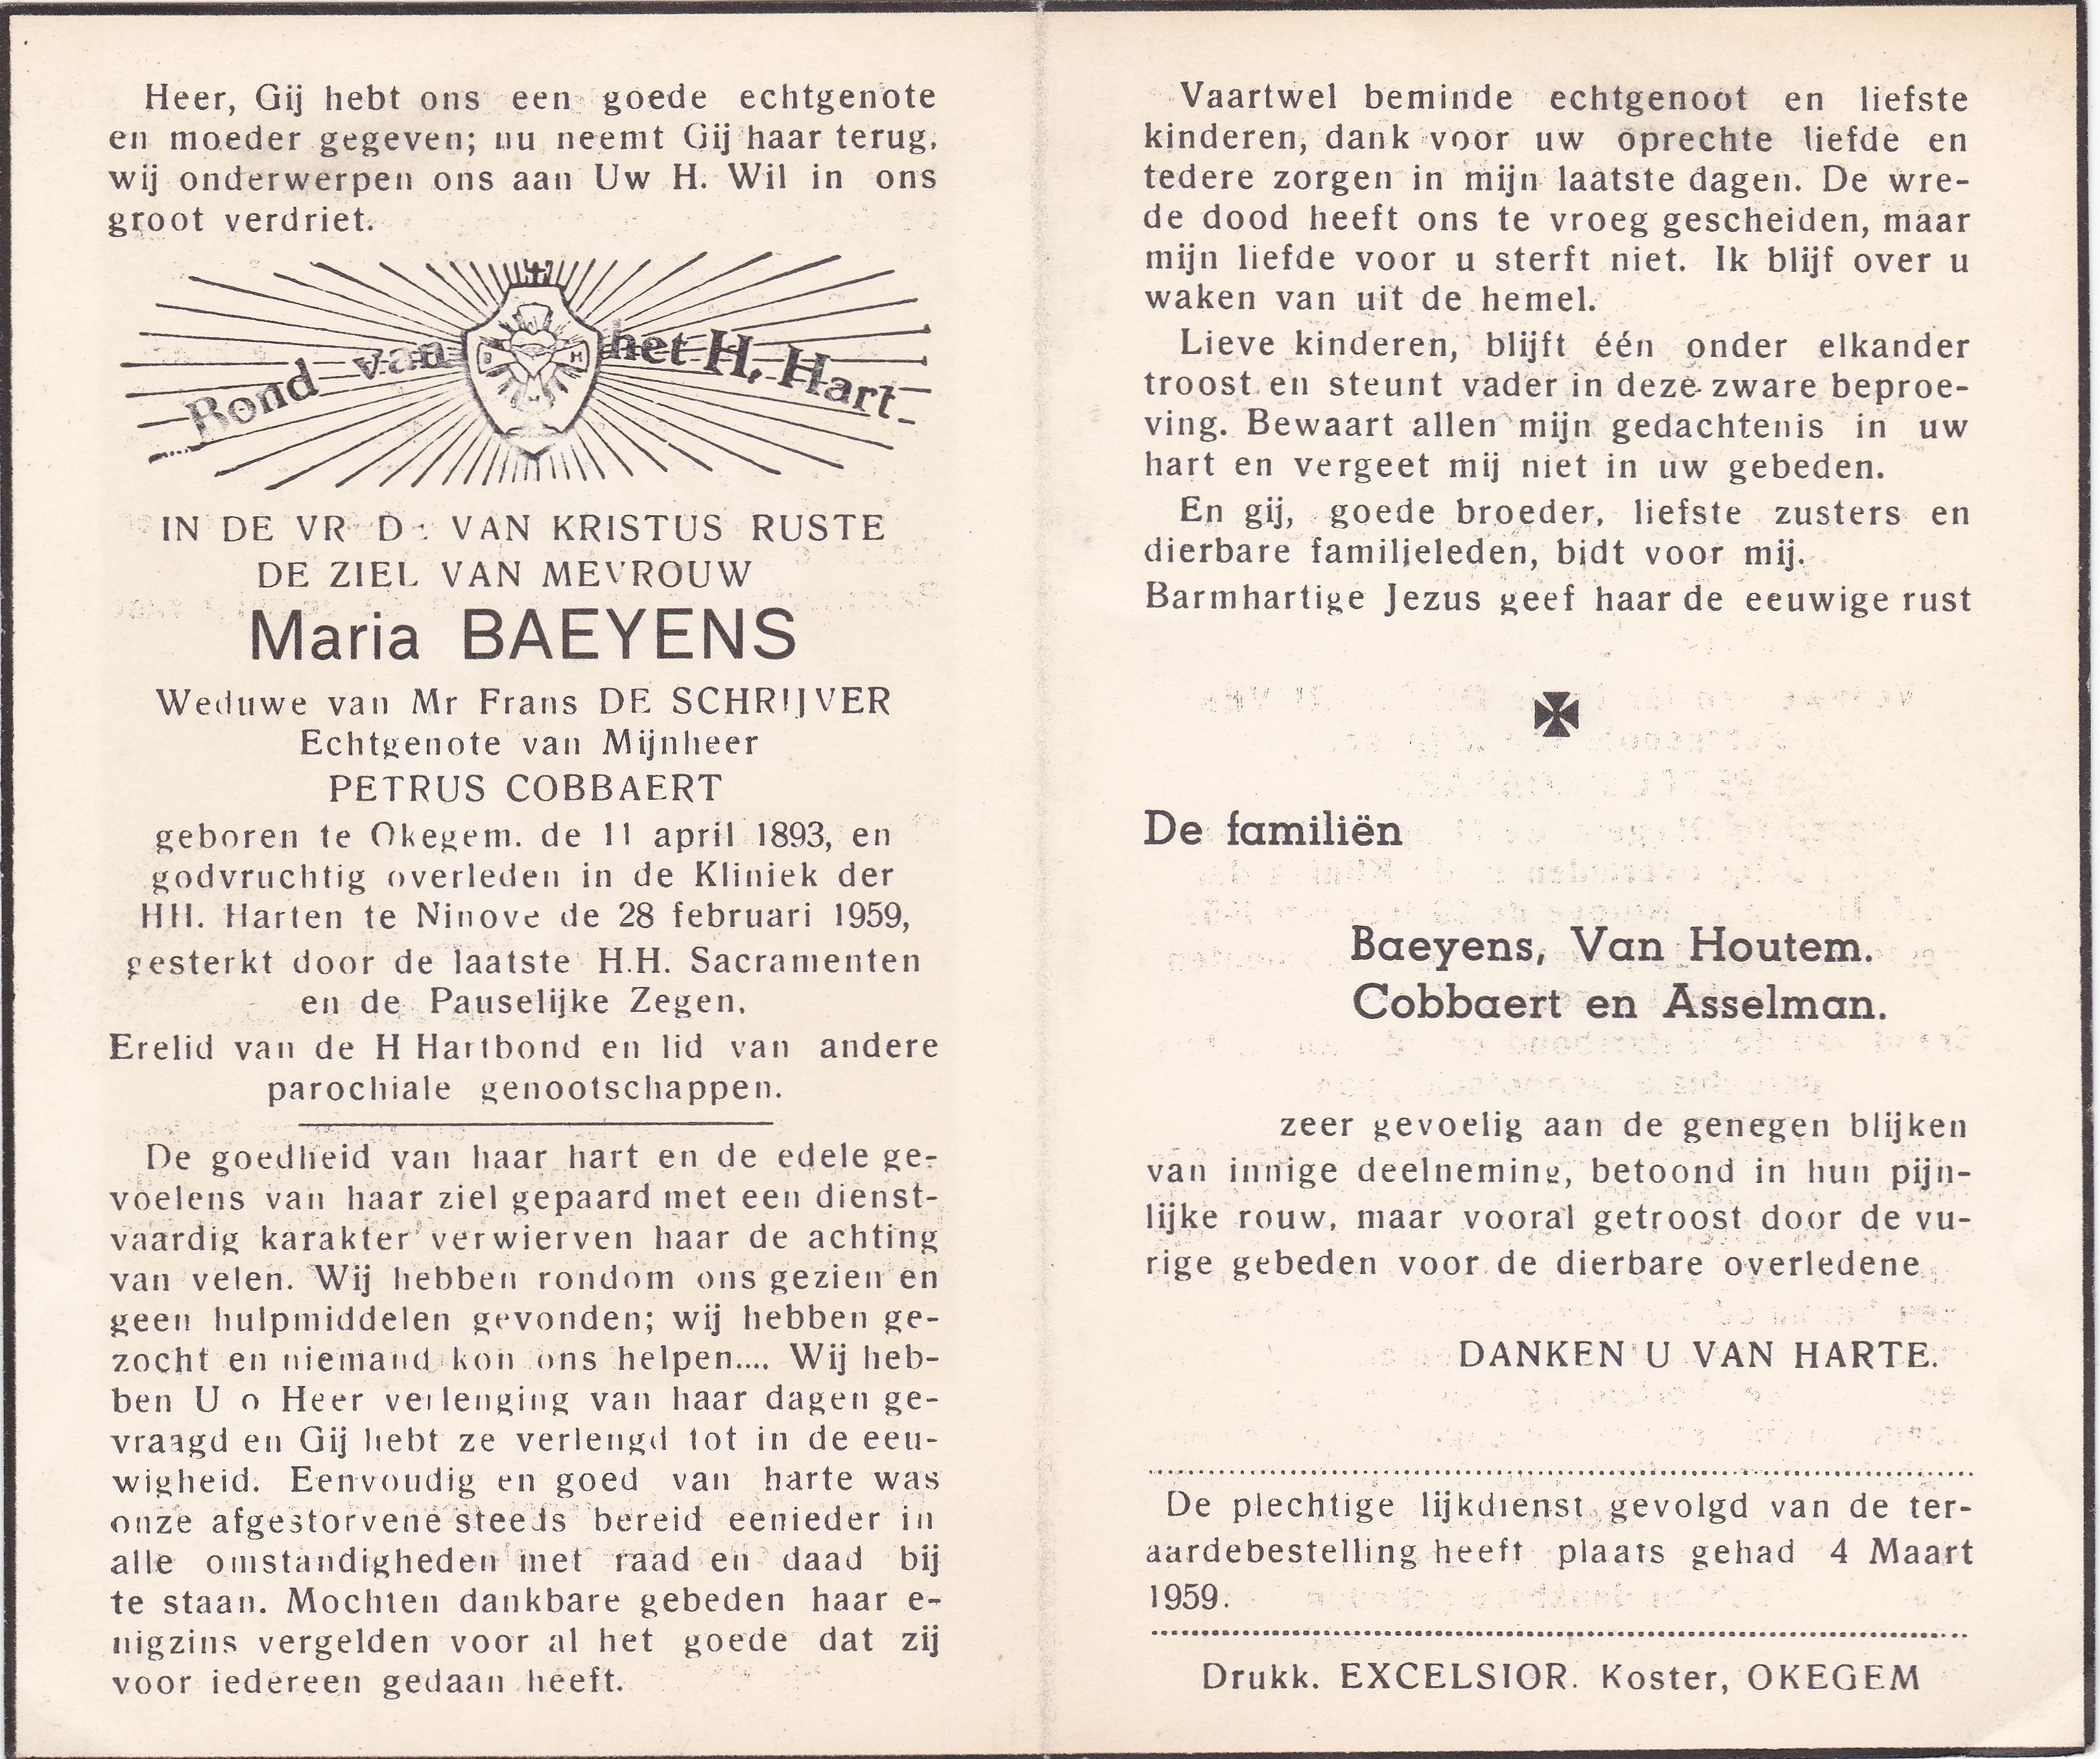 Heer, Gij hebt ons een goede echtgenote
en moeder gegeven; nu neemt Gij haar terug,
wij onderwerpen ons aan Uw H. Wil in ons
groot verdriet.
Bond van het H. Hart
IN DE VR D VAN KRISTUS RUSTE
DE ZIEL VAN MEVROUW
Maria BAEYENS
Weduwe van Mr Frans DE SCHRIJVER
Echtgenote van Mijnheer
PETRUS COBBAERT
geboren te Okegem. de 11 april 1893, en
godvruchtig overleden in de Kliniek der
HH. Harten te Ninove de 28 februari 1959,
gesterkt door de laatste H.H. Sacramenten
en de Pauselijke Zegen.
Erelid van de H Hartbond en lid van andere
parochiale genootschappen.
De goedheid van haar hart en de edele ge-
voelens van haar ziel gepaard met een dienst-
vaardig karakter verwierven haar de achting
van velen. Wij hebben rondom ons gezien en
geen hulpmiddelen gevonden; wij hebben ge-
zocht en niemand kon ons helpen.... Wij heb-
ben U o Heer verlenging van haar dagen ge-
vraagd en Gij hebt ze verlengd tot in de eeu-
wigheid. Eenvoudig en goed van harte was
onze afgestorvene steeds bereid eenieder in
alle omstandigheden met raad en daad bij
te staan. Mochten dankbare gebeden haar e-
nigzins vergelden voor al het goede dat zij
voor iedereen gedaan heeft.
Vaartwel beminde echtgenoot en liefste
kinderen, dank voor uw oprechte liefde en
tedere zorgen in mijn laatste dagen. De wre-
de dood heeft ons te vroeg gescheiden, maar
mijn liefde voor u sterft niet. Ik blijf over u
waken van uit de hemel.
Lieve kinderen, blijft één onder elkander
troost en steunt vader in deze zware beproe-
ving. Bewaart allen mijn gedachtenis in uw
hart en vergeet mij niet in uw gebeden.
En gij, goede broeder, liefste zusters en
dierbare familieleden, bidt voor mij.
Barmhartige Jezus geef haar de eeuwige rust
De familiën
Baeyens, Van Houtem.
Cobbaert en Asselman.
zeer gevoelig aan de genegen blijken
van innige deelneming, betoond in hun pijn-
lijke rouw, maar vooral getroost door de vu-
rige gebeden voor de dierbare overledene
DANKEN U VAN HARTE.
De plechtige lijkdienst gevolgd van de ter-
aardebestelling heeft plaats gehad 4 Maart
1959.
Drukk. EXCELSIOR. Koster, OKEGEM